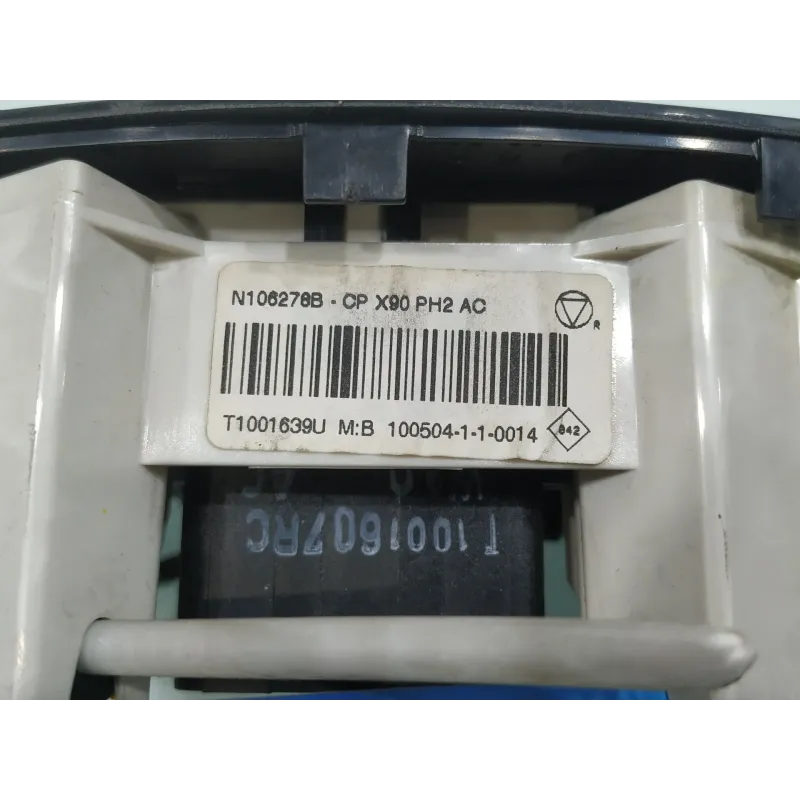 N106278B - CP X90 PH2 AC
R
T1001639U M:B 100504-1-1-0014
842
T1001607RC